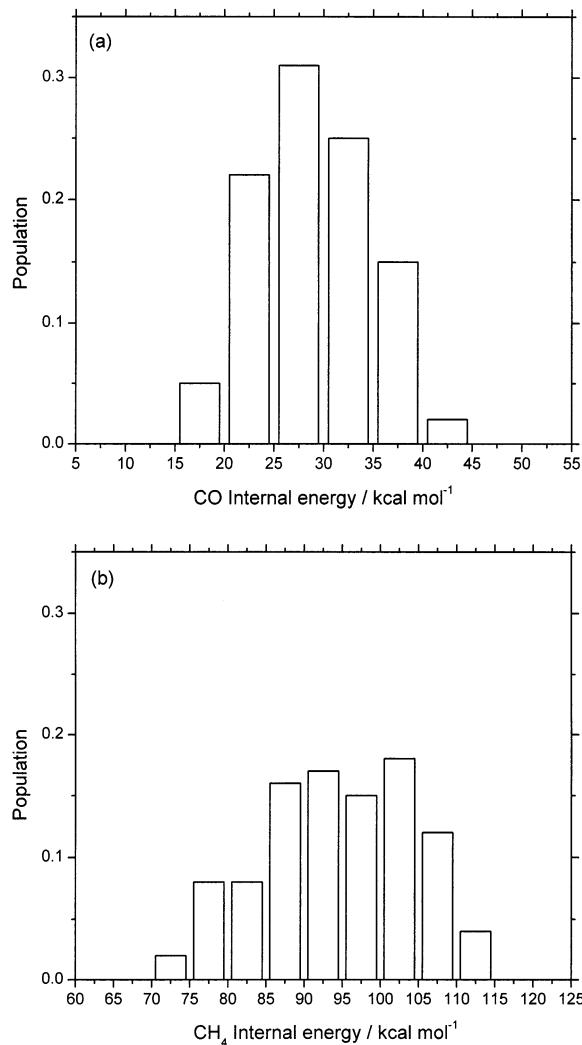 (a)
0.3
0.2
0.1
0.0
Population
5 10 15 20 25 30 35 40 45 50 55
CO Internal energy / kcal mol⁻¹
(b)
0.3
0.2
0.1
0.0
Population
60 65 70 75 80 85 90 95 100 105 110 115 120 125
CH₄ Internal energy / kcal mol⁻¹